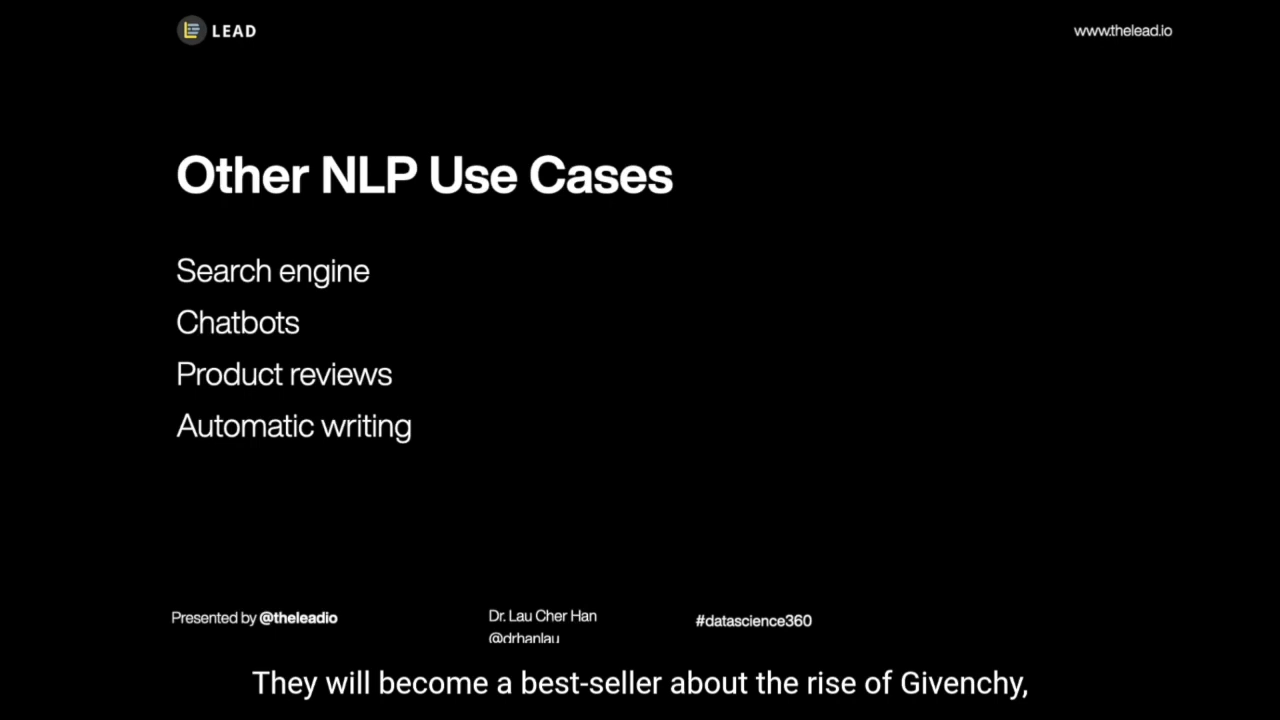 LEAD
www.thelead.io
Other NLP Use Cases
Search engine
Chatbots
Product reviews
Automatic writing
Presented by @theleadio
Dr. Lau Cher Han
@drhanlau
#datascience360
They will become a best-seller about the rise of Givenchy,